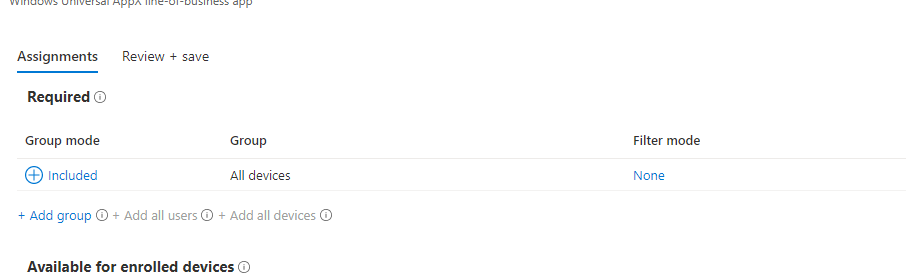 Windows Universal AppX line-of-business app
Assignments Review + save
Required
Group mode Group Filter mode
Included All devices None
+ Add group + Add all users + Add all devices
Available for enrolled devices